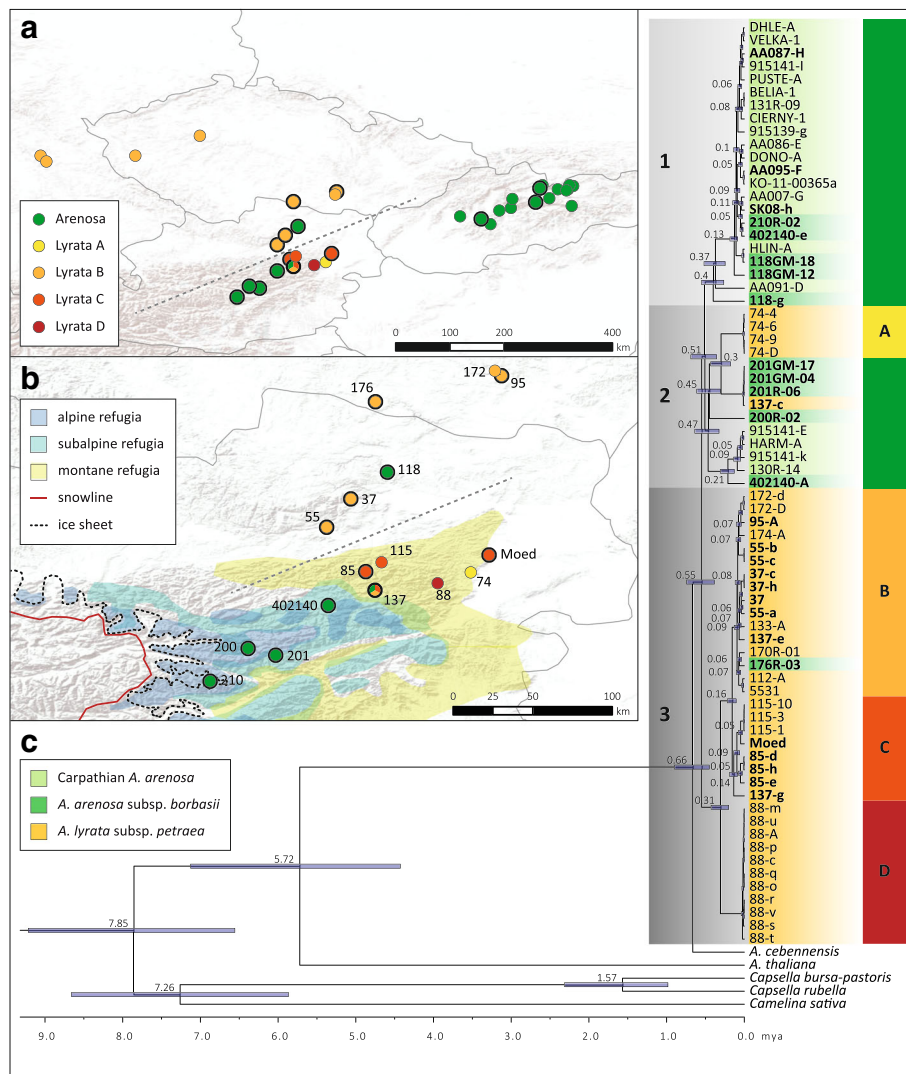 a
Arenosa
Lyrata A
Lyrata B
Lyrata C
Lyrata D
0 100 200 400
km
b
alpine refugia
subalpine refugia
montane refugia
snowline
ice sheet
172
95
176
118
37
55
115
Moed
85
74
88
137
402140
200
201
210
0 25 50 100
km
c
Carpathian A. arenosa
A. arenosa subsp. borbasii
A. lyrata subsp. petraea
1
2
3
DHLE-A
VELKA-1
AA087-H
915141-I
PUSTE-A
BELIA-1
131R-09
CIERNY-1
915139-g
AA086-E
DONO-A
AA095-F
KO-11-00365a
AA007-G
SK08-h
210R-02
402140-e
HLIN-A
118GM-18
118GM-12
AA091-D
118-g
74-4
74-6
74-9
74-D
201GM-17
201GM-04
201R-06
137-c
200R-02
915141-E
HARM-A
915141-k
130R-14
402140-A
172-d
172-D
95-A
174-A
55-b
55-c
37-c
37-h
37
55-a
133-A
137-e
170R-01
176R-03
112-A
5531
115-10
115-3
115-1
Moed
85-d
85-h
85-e
137-g
88-m
88-u
88-A
88-p
88-c
88-q
88-o
88-r
88-v
88-s
88-t
A. cebennensis
A. thaliana
Capsella bursa-pastoris
Capsella rubella
Camelina sativa
A
B
C
D
0.06
0.08
0.1
0.05
0.09
0.11
0.05
0.13
0.37
0.4
0.51
0.3
0.45
0.47
0.05
0.09
0.21
0.07
0.07
0.55
0.08
0.06
0.07
0.09
0.06
0.07
0.16
0.05
0.09
0.05
0.66
0.14
0.31
5.72
7.85
7.26
1.57
9.0 8.0 7.0 6.0 5.0 4.0 3.0 2.0 1.0 0.0 mya